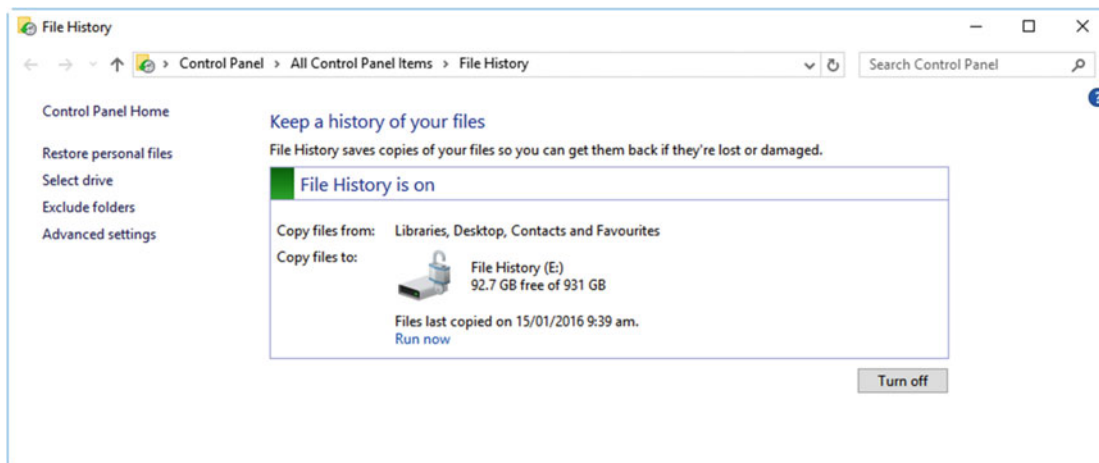 File History
Control Panel > All Control Panel Items > File History
Search Control Panel
Control Panel Home
Restore personal files
Select drive
Exclude folders
Advanced settings
Keep a history of your files
File History saves copies of your files so you can get them back if they're lost or damaged.
File History is on
Copy files from: Libraries, Desktop, Contacts and Favourites
Copy files to:
File History (E:)
92.7 GB free of 931 GB
Files last copied on 15/01/2016 9:39 am.
Run now
Turn off